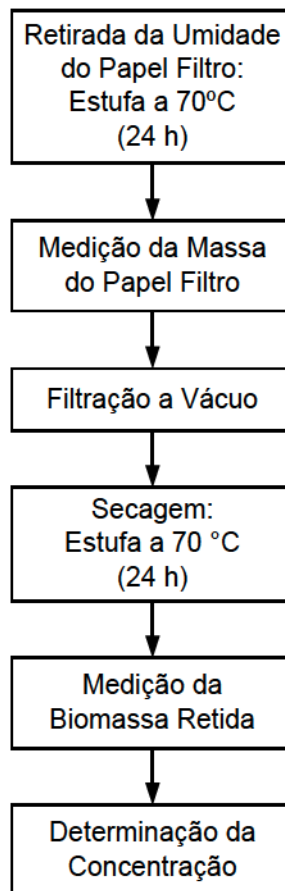 Retirada da Umidade
do Papel Filtro:
Estufa a 70ºC
(24 h)
Medição da Massa
do Papel Filtro
Filtração a Vácuo
Secagem:
Estufa a 70 °C
(24 h)
Medição da
Biomassa Retida
Determinação da
Concentração